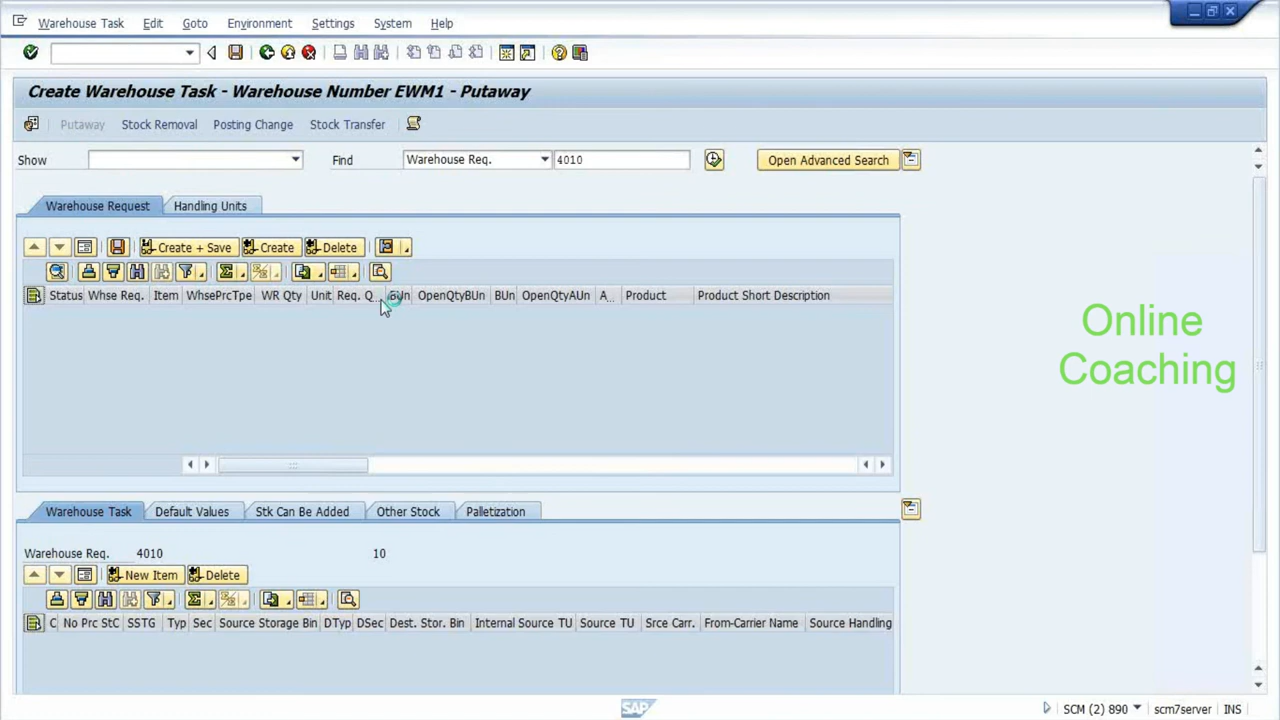 Warehouse Task Edit Goto Environment Settings System Help
Create Warehouse Task - Warehouse Number EWM1 - Putaway
Putaway Stock Removal Posting Change Stock Transfer
Show Find Warehouse Req. 4010 Open Advanced Search
Warehouse Request Handling Units
Create + Save Create Delete
Status Whse Req. Item WhsePrcTpe WR Qty Unit Req. Q... BUn OpenQtyBUn BUn OpenQtyAUn A... Product Product Short Description
Online
Coaching
Warehouse Task Default Values Stk Can Be Added Other Stock Palletization
Warehouse Req. 4010 10
New Item Delete
C No Prc StC SSTG Typ Sec Source Storage Bin DTyp DSec Dest. Stor. Bin Internal Source TU Source TU Srce Carr. From-Carrier Name Source Handling
SAP SCM (2) 890 scm7server INS